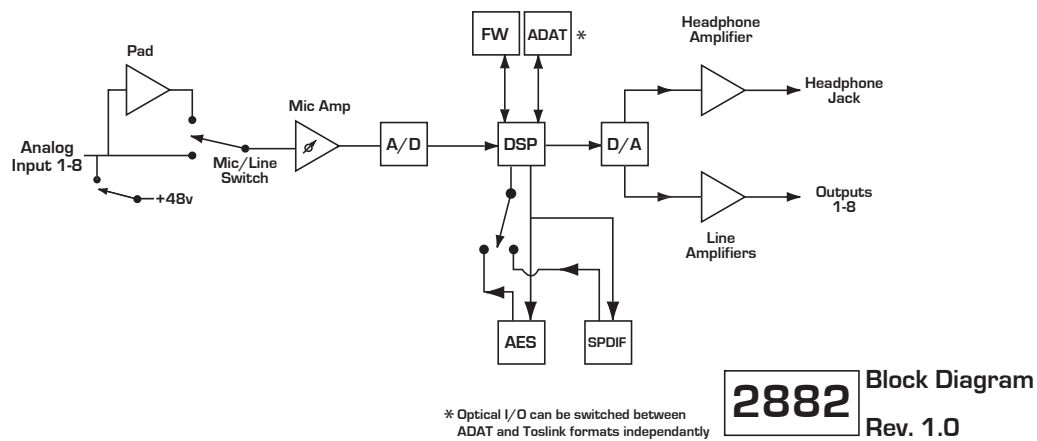 FW
ADAT *
Headphone
Amplifier
Pad
Headphone
Jack
Mic Amp
A/D
DSP
D/A
Analog
Input 1-8
Mic/Line
Switch
+48v
Outputs
1-8
Line
Amplifiers
AES
SPDIF
2882
Block Diagram
Rev. 1.0
* Optical I/O can be switched between
ADAT and Toslink formats independantly